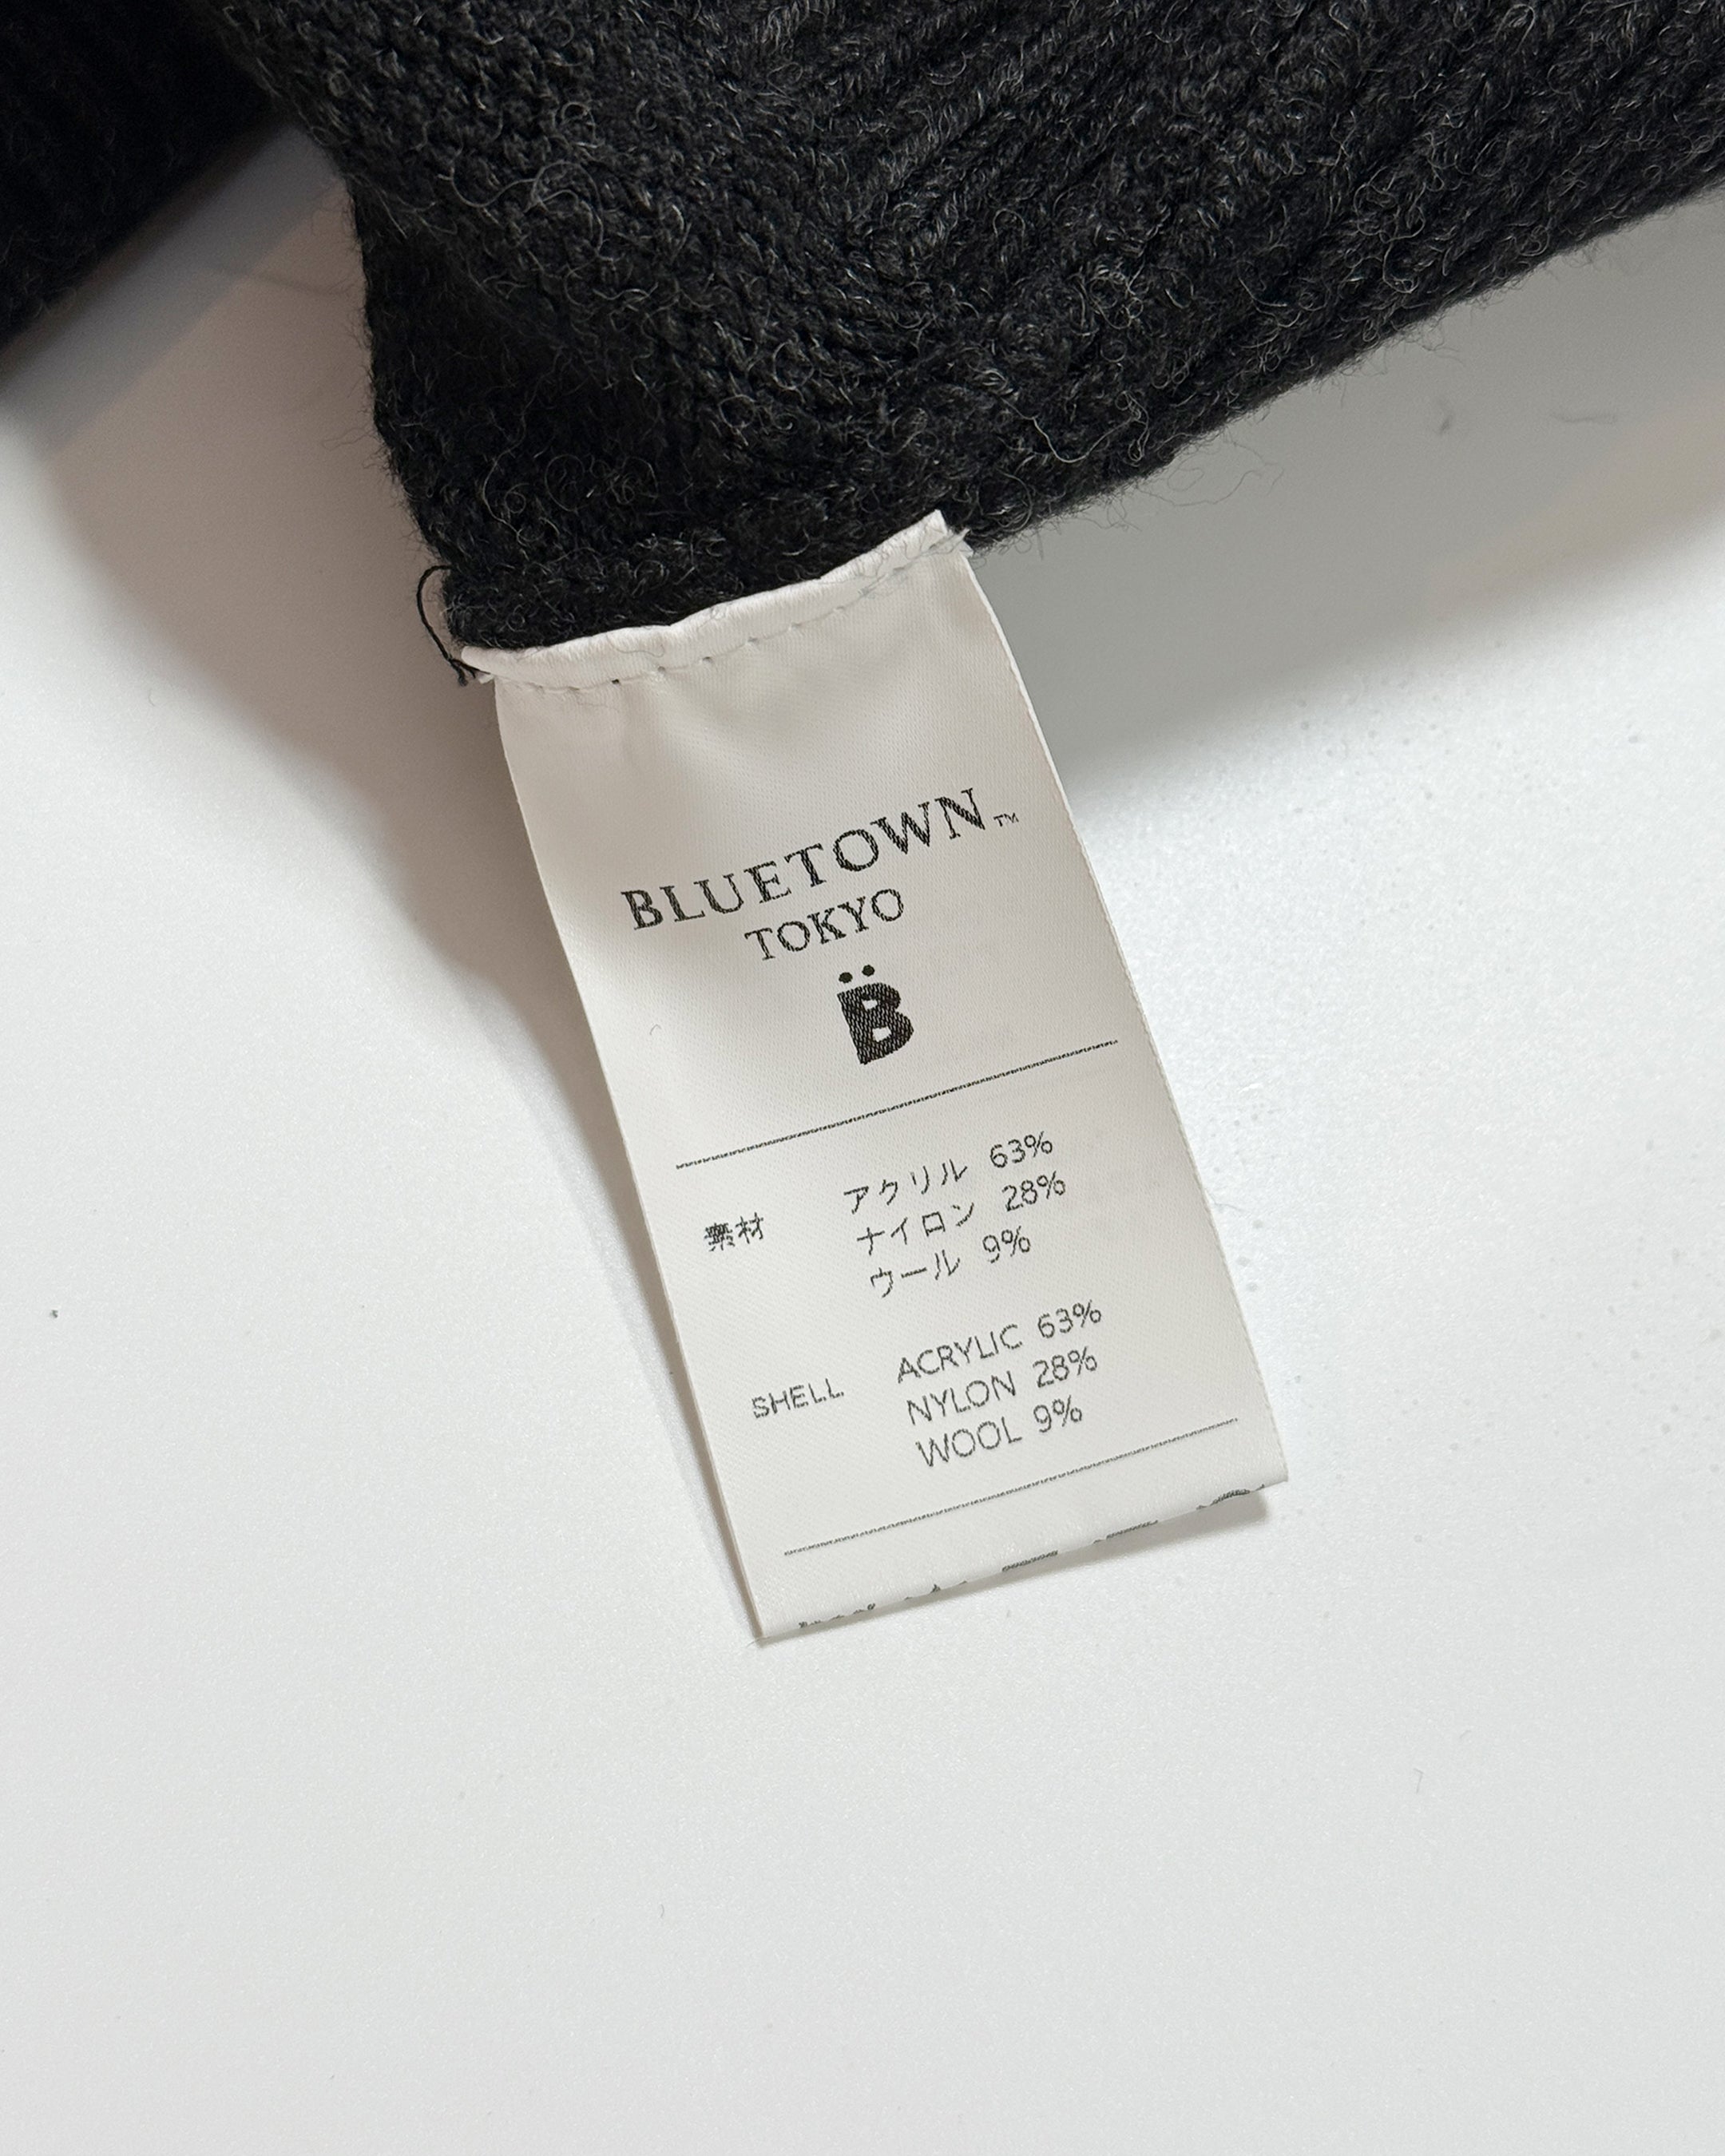 BLUETOWN™
TOKYO
B̈
素材
アクリル 63%
ナイロン 28%
ウール 9%
SHELL
ACRYLIC 63%
NYLON 28%
WOOL 9%